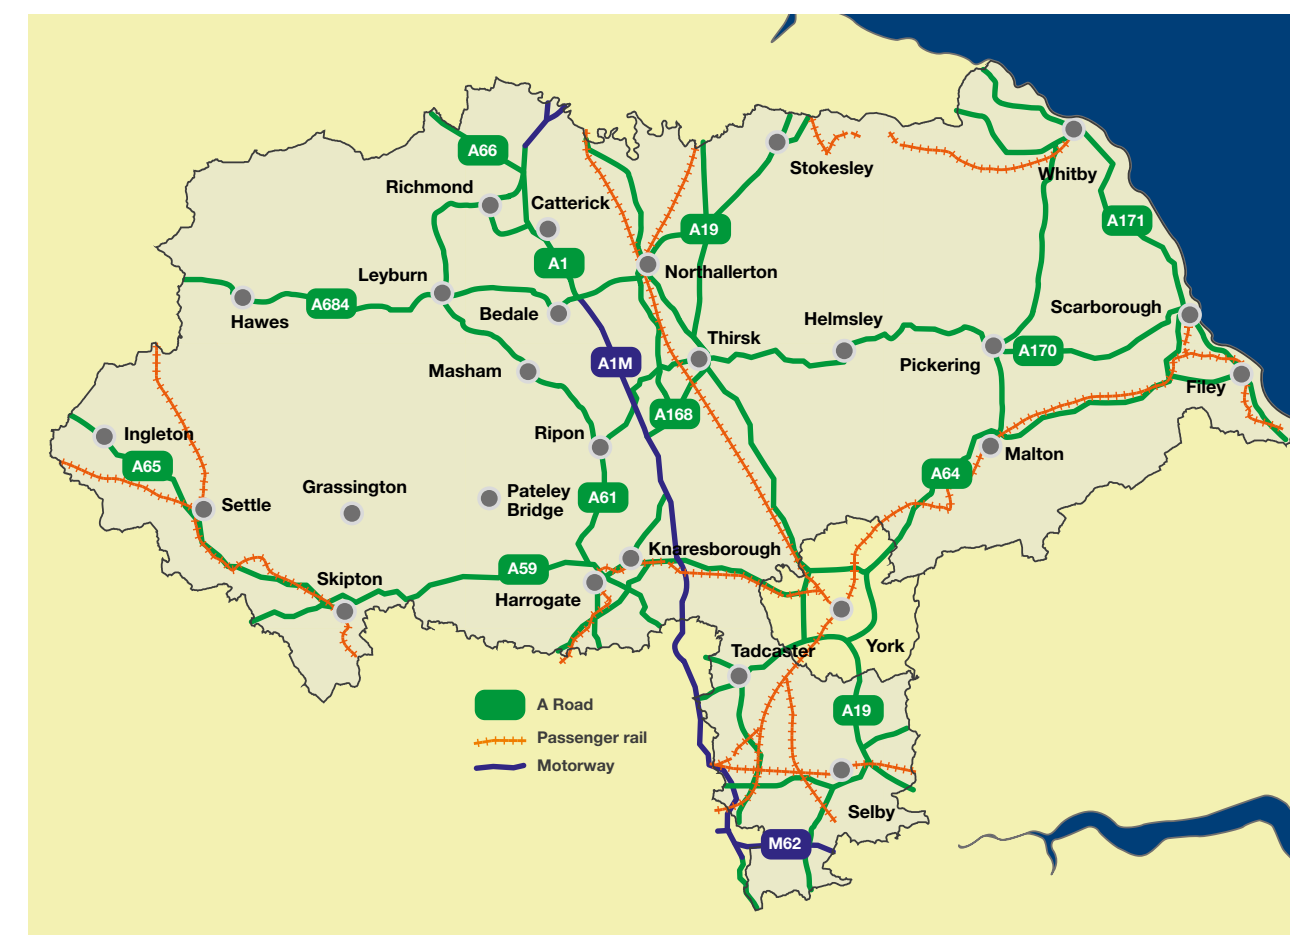 A66
Stokesley
Whitby
Richmond
Catterick
A171
A19
A1
Northallerton
Leyburn
A684
Hawes
Bedale
Scarborough
Helmsley
Thirsk
A1M
Pickering
A170
Masham
Filey
A168
Ingleton
Ripon
Malton
A65
A64
Grassington
Pateley
Bridge
A61
Settle
Knaresborough
A59
Skipton
Harrogate
York
Tadcaster
A Road
A19
Passenger rail
Motorway
Selby
M62